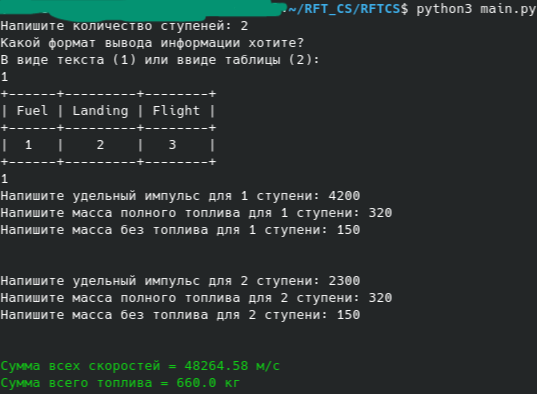 :~/RFT_CS/RFTCS$ python3 main.py
Напишите количество ступеней: 2
Какой формат вывода информации хотите?
В виде текста (1) или ввиде таблицы (2):
1
+------+---------+--------+
| Fuel | Landing | Flight |
+------+---------+--------+
|  1   |    2    |   3    |
+------+---------+--------+
1
Напишите удельный импульс для 1 ступени: 4200
Напишите масса полного топлива для 1 ступени: 320
Напишите масса без топлива для 1 ступени: 150
Напишите удельный импульс для 2 ступени: 2300
Напишите масса полного топлива для 2 ступени: 320
Напишите масса без топлива для 2 ступени: 150
Сумма всех скоростей = 48264.58 м/с
Сумма всего топлива = 660.0 кг